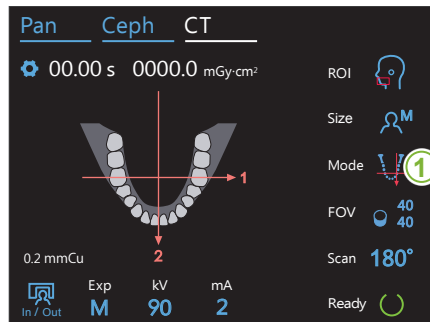 Pan Ceph CT
00.00 s 0000.0 mGy·cm²
ROI
Size M
Mode 1
1
FOV 40
40
2
0.2 mmCu
Scan 180°
Exp kV mA
In / Out M 90 2
Ready